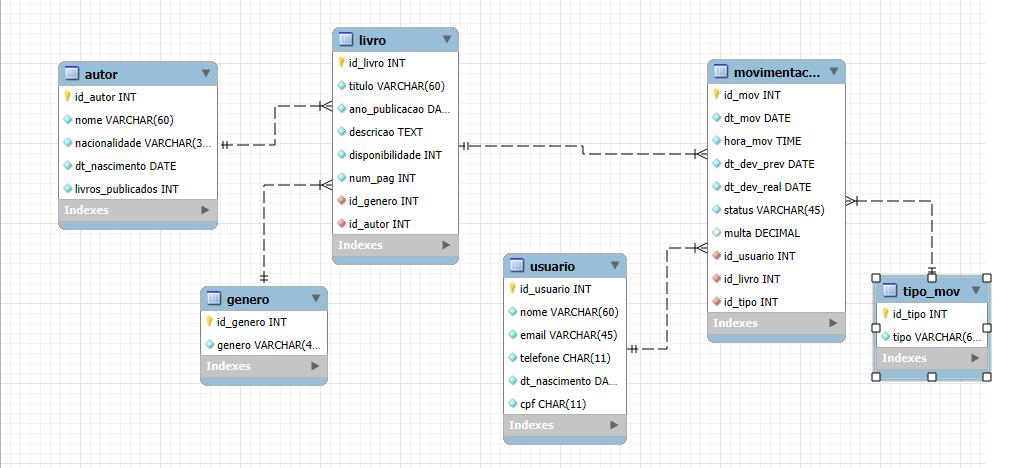 autor
id_autor INT
nome VARCHAR(60)
nacionalidade VARCHAR(3...
dt_nascimento DATE
livros_publicados INT
Indexes
livro
id_livro INT
titulo VARCHAR(60)
ano_publicacao DA...
descricao TEXT
disponibilidade INT
num_pag INT
id_genero INT
id_autor INT
Indexes
genero
id_genero INT
genero VARCHAR(4...
Indexes
usuario
id_usuario INT
nome VARCHAR(60)
email VARCHAR(45)
telefone CHAR(11)
dt_nascimento DA...
cpf CHAR(11)
Indexes
movimentac...
id_mov INT
dt_mov DATE
hora_mov TIME
dt_dev_prev DATE
dt_dev_real DATE
status VARCHAR(45)
multa DECIMAL
id_usuario INT
id_livro INT
id_tipo INT
Indexes
tipo_mov
id_tipo INT
tipo VARCHAR(6...
Indexes